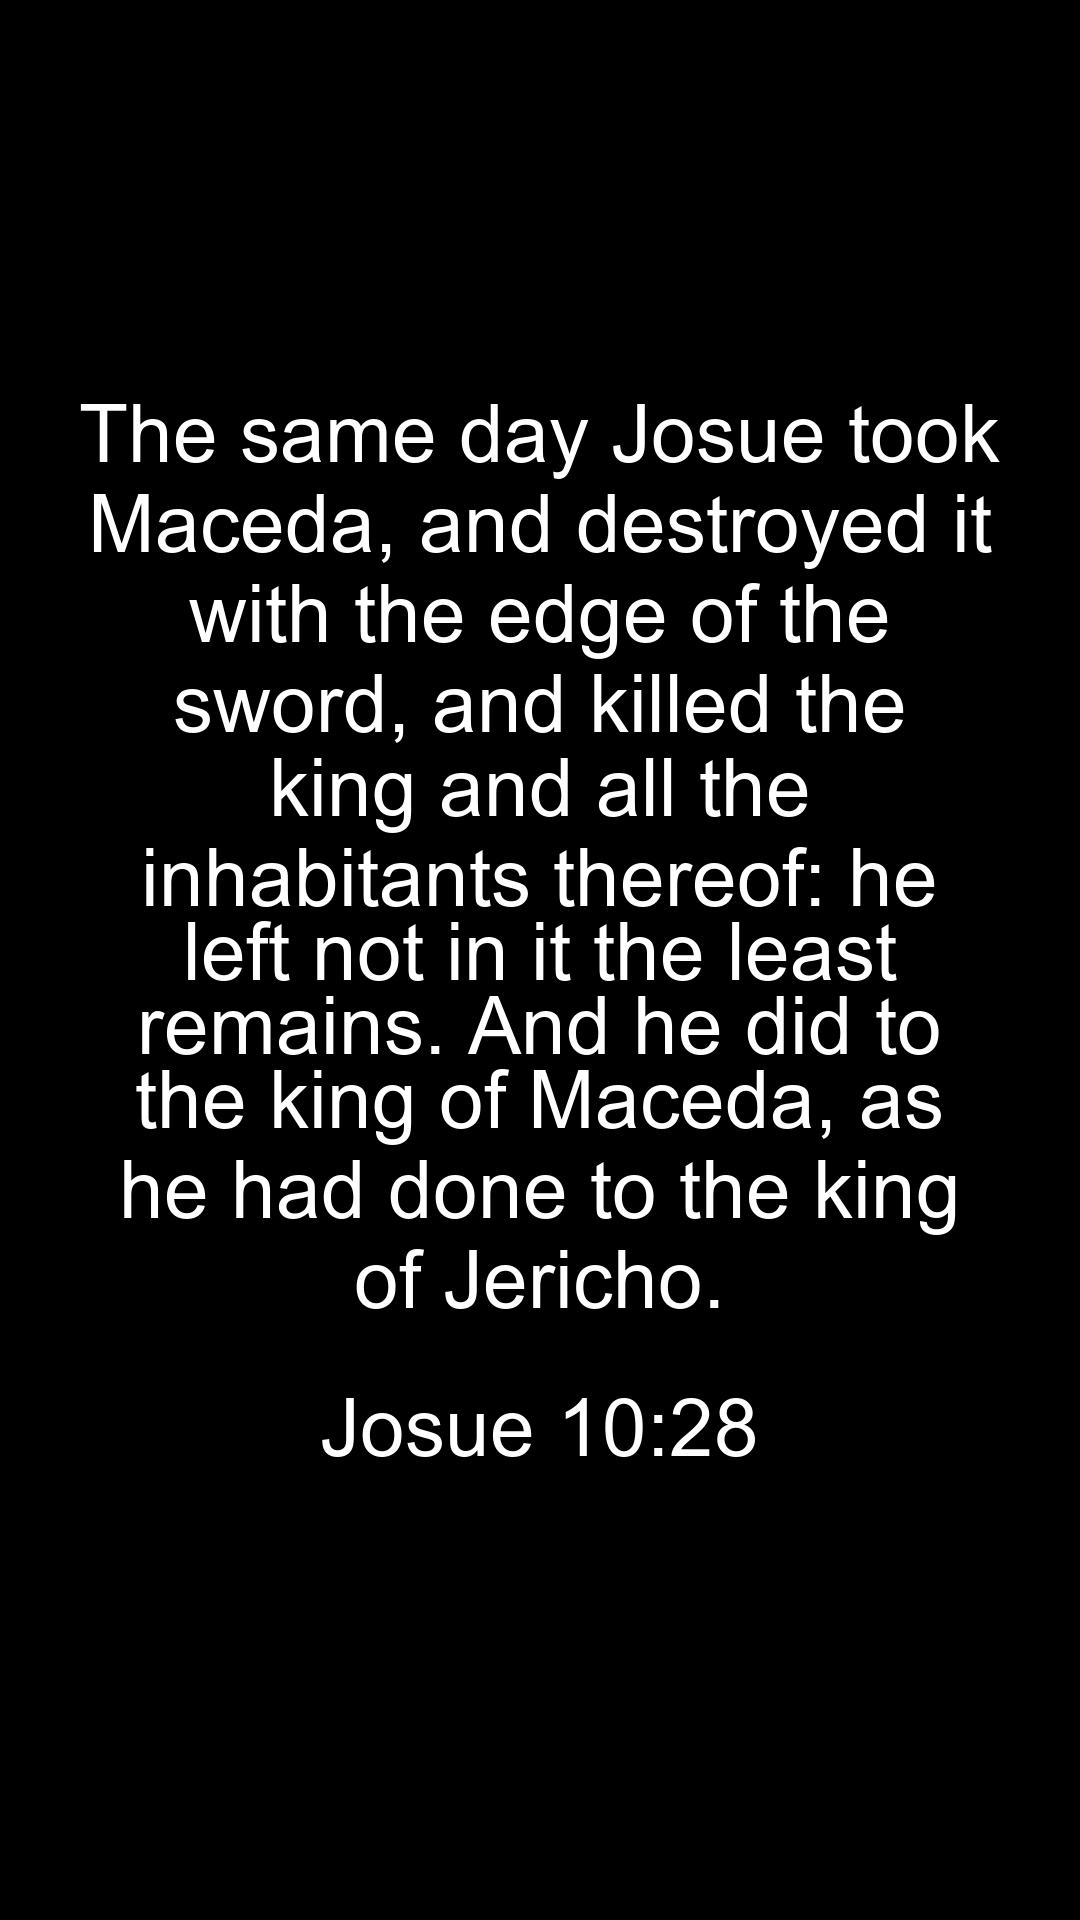 The same day Josue took
Maceda, and destroyed it
with the edge of the
sword, and killed the
king and all the
inhabitants thereof: he
left not in it the least
remains. And he did to
the king of Maceda, as
he had done to the king
of Jericho.
Josue 10:28